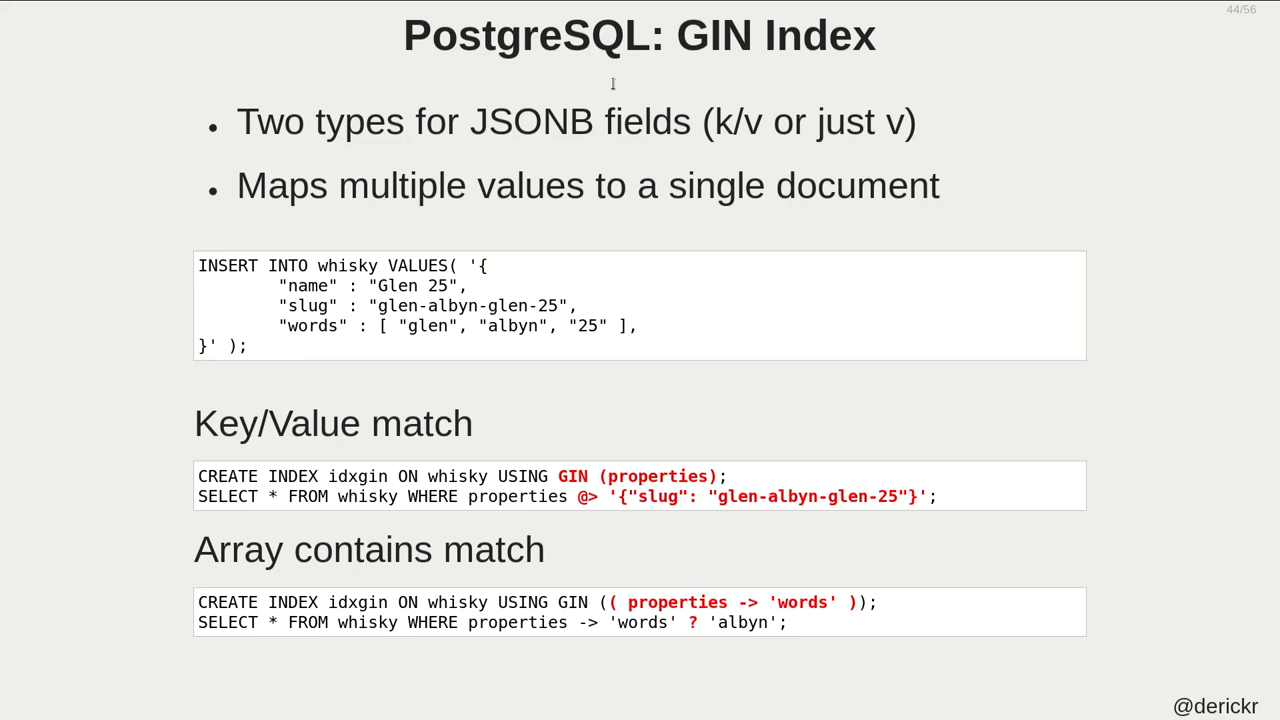 44/56
PostgreSQL: GIN Index
• Two types for JSONB fields (k/v or just v)
• Maps multiple values to a single document
INSERT INTO whisky VALUES( '{
        "name" : "Glen 25",
        "slug" : "glen-albyn-glen-25",
        "words" : [ "glen", "albyn", "25" ],
}' );
Key/Value match
CREATE INDEX idxgin ON whisky USING GIN (properties);
SELECT * FROM whisky WHERE properties @> '{"slug": "glen-albyn-glen-25"}';
Array contains match
CREATE INDEX idxgin ON whisky USING GIN (( properties -> 'words' ));
SELECT * FROM whisky WHERE properties -> 'words' ? 'albyn';
@derickr